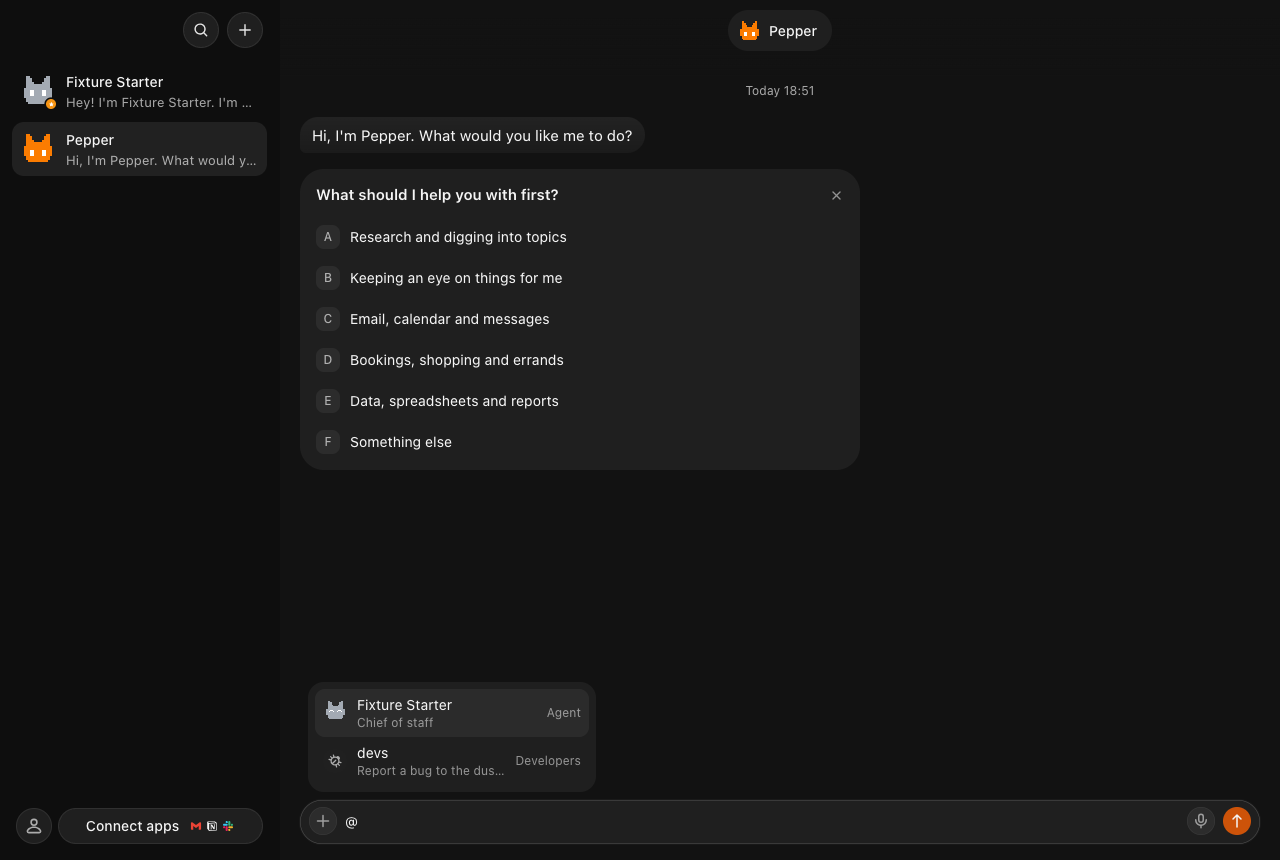 Pepper
Fixture Starter
Hey! I'm Fixture Starter. I'm ...
Pepper
Hi, I'm Pepper. What would y...
Today 18:51
Hi, I'm Pepper. What would you like me to do?
What should I help you with first?
A Research and digging into topics
B Keeping an eye on things for me
C Email, calendar and messages
D Bookings, shopping and errands
E Data, spreadsheets and reports
F Something else
Fixture Starter
Chief of staff
Agent
devs
Report a bug to the dus...
Developers
Connect apps
@